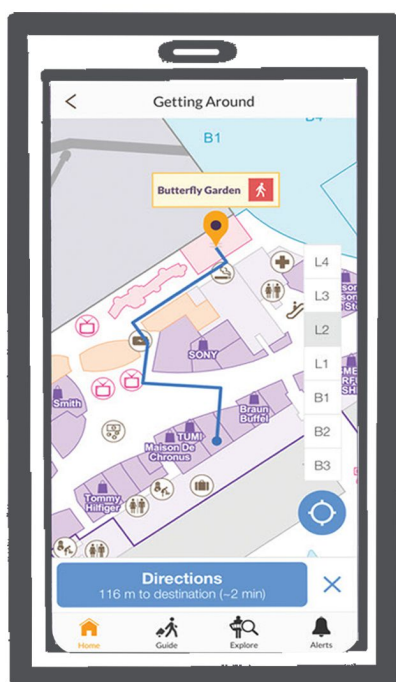 Getting Around
B1
Butterfly Garden
L4
L3
L2
L1
B1
B2
B3
SONY
Smith
Braun
Buffel
TUMI
Maison De
Chronus
Tommy
Hilfiger
Directions
116 m to destination (~2 min)
Home
Guide
Explore
Alerts